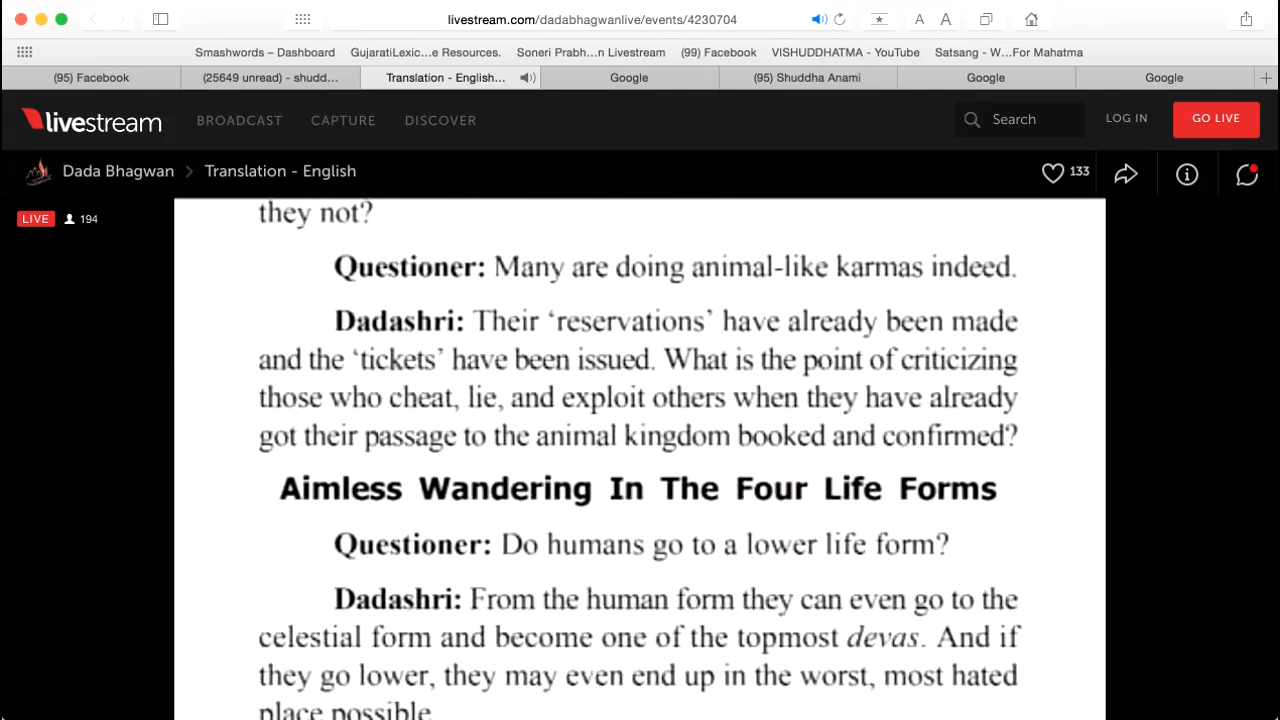 livestream.com/dadabhagwanlive/events/4230704
A A
Smashwords – Dashboard GujaratiLexic...e Resources. Soneri Prabh...n Livestream (99) Facebook VISHUDDHATMA - YouTube Satsang - W...For Mahatma
(95) Facebook (25649 unread) - shudd... Translation - English... Google (95) Shuddha Anami Google Google
livestream BROADCAST CAPTURE DISCOVER Search LOG IN GO LIVE
Dada Bhagwan Translation - English 133
LIVE 194
they not?
Questioner: Many are doing animal-like karmas indeed.
Dadashri: Their ‘reservations’ have already been made
and the ‘tickets’ have been issued. What is the point of criticizing
those who cheat, lie, and exploit others when they have already
got their passage to the animal kingdom booked and confirmed?
Aimless Wandering In The Four Life Forms
Questioner: Do humans go to a lower life form?
Dadashri: From the human form they can even go to the
celestial form and become one of the topmost devas. And if
they go lower, they may even end up in the worst, most hated
place possible